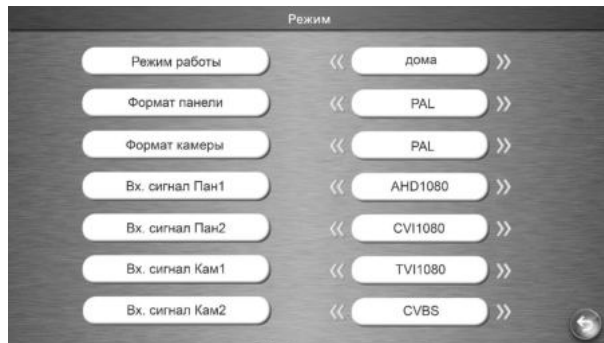 Режим
Режим работы дома
Формат панели PAL
Формат камеры PAL
Вх. сигнал Пан1 AHD1080
Вх. сигнал Пан2 CVI1080
Вх. сигнал Кам1 TVI1080
Вх. сигнал Кам2 CVBS